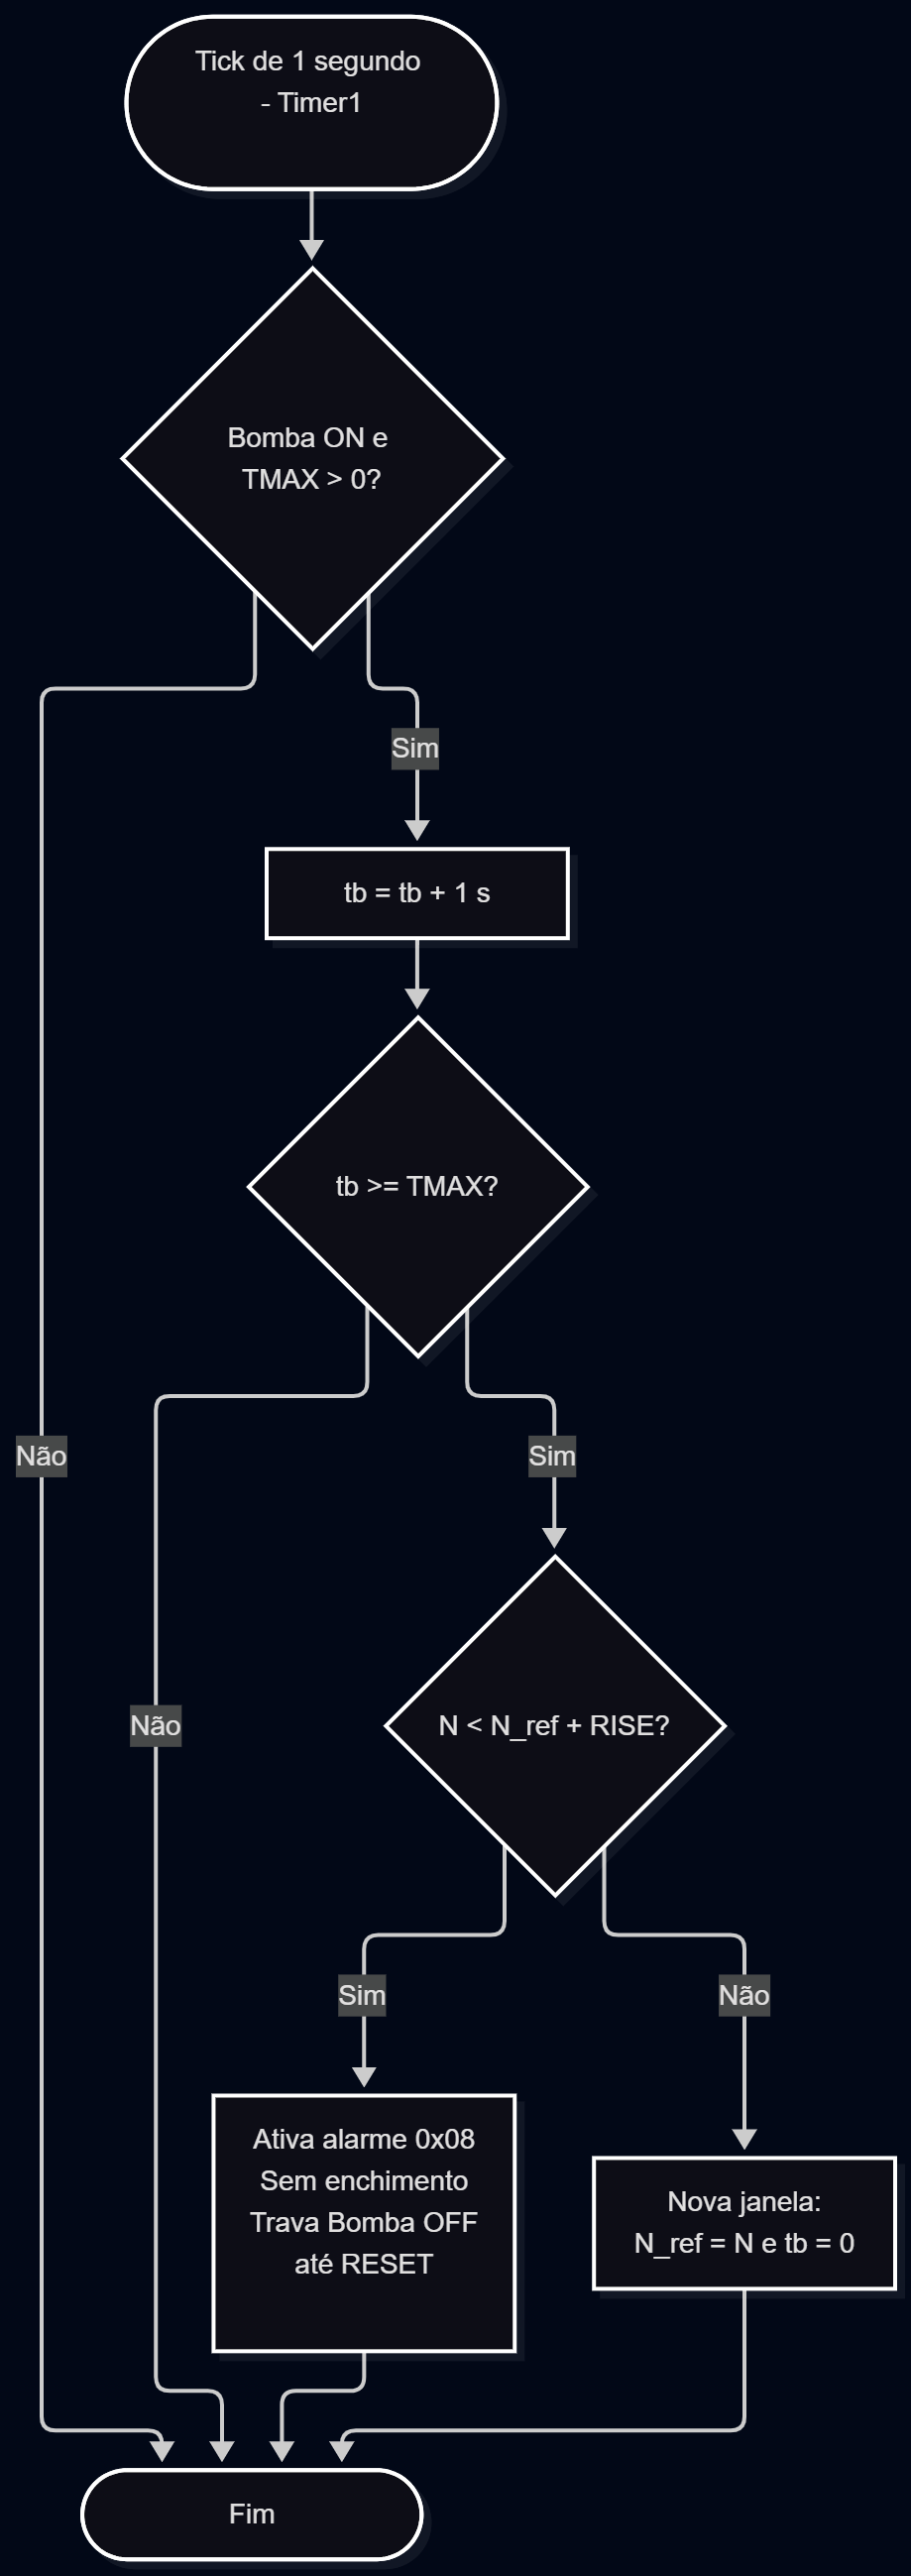 Tick de 1 segundo
- Timer1
Bomba ON e
TMAX > 0?
Sim
tb = tb + 1 s
tb >= TMAX?
Não
Sim
Não
N < N_ref + RISE?
Sim
Não
Ativa alarme 0x08
Sem enchimento
Trava Bomba OFF
até RESET
Nova janela:
N_ref = N e tb = 0
Fim